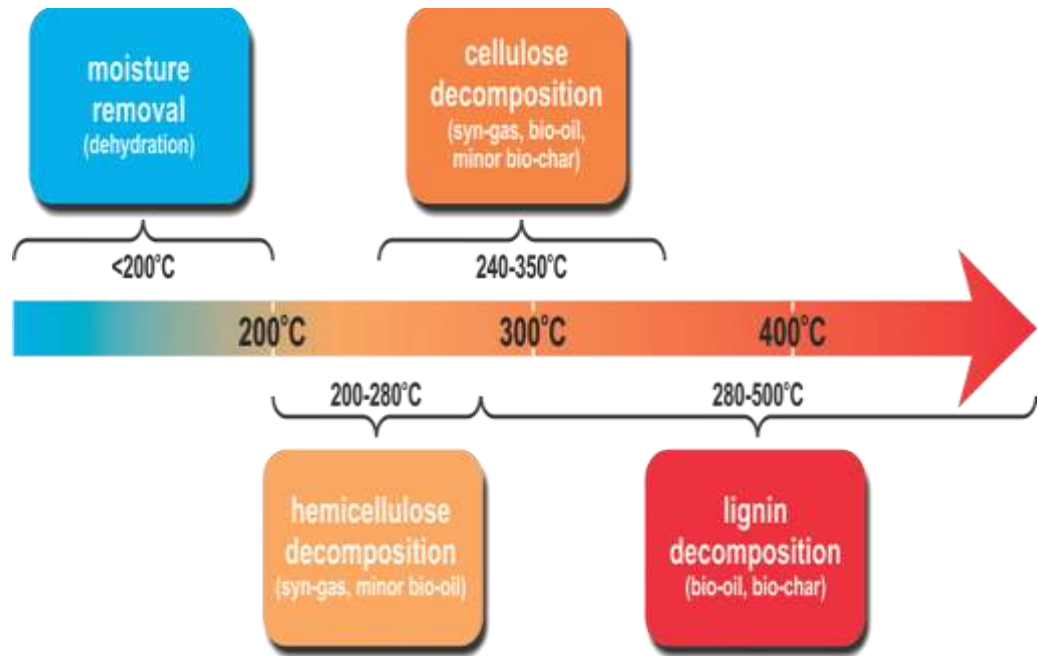 moisture
removal
(dehydration)
cellulose
decomposition
(syn-gas, bio-oil,
minor bio-char)
<200°C
240-350°C
200°C
300°C
400°C
200-280°C
280-500°C
hemicellulose
decomposition
(syn-gas, minor bio-oil)
lignin
decomposition
(bio-oil, bio-char)